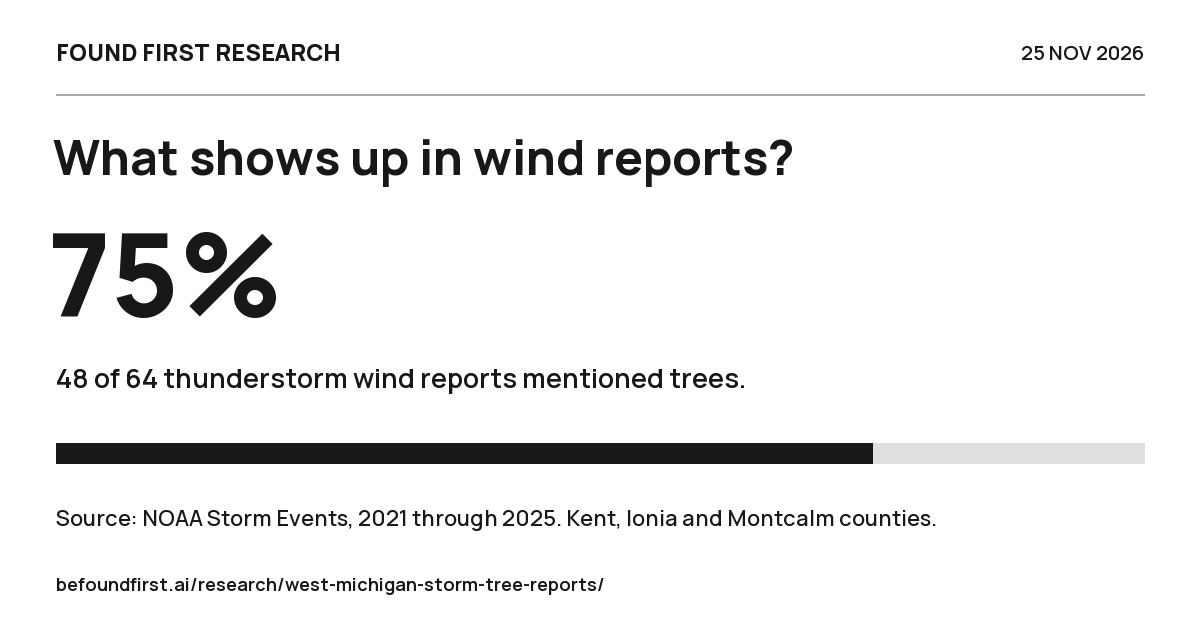 FOUND FIRST RESEARCH
25 NOV 2026
What shows up in wind reports?
75%
48 of 64 thunderstorm wind reports mentioned trees.
Source: NOAA Storm Events, 2021 through 2025. Kent, Ionia and Montcalm counties.
befoundfirst.ai/research/west-michigan-storm-tree-reports/